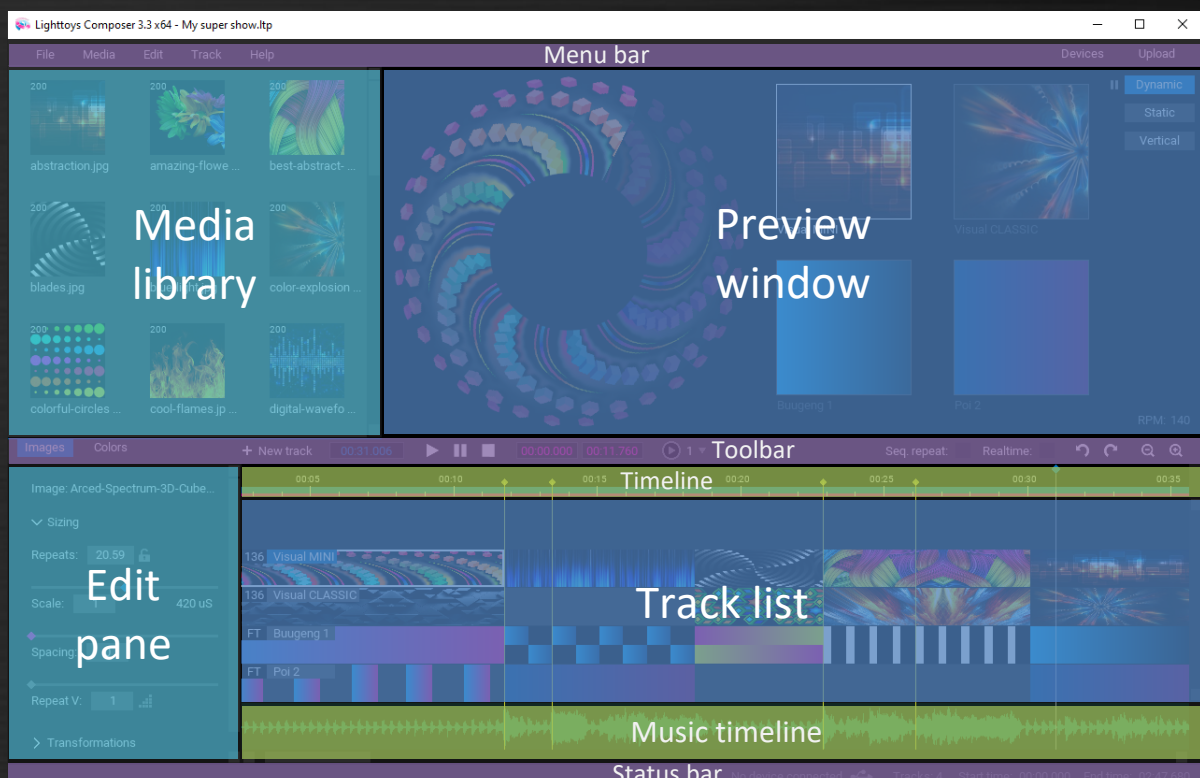 Lighttoys Composer 3.3 x64 - My super show.ltp
File Media Edit Track Help Menu bar Devices Upload
200 200 200
abstraction.jpg amazing-flowe ... best-abstract- ...
200 200 200
blades.jpg color-explosion ...
Media
library
200 200 200
colorful-circles ... cool-flames.jp ... digital-wavefo ...
Dynamic
Static
Vertical
Visual CLASSIC
Preview
window
Buugeng 1 Poi 2
RPM: 140
Images Colors + New track 00:31.006 00:00.000 00:11.760 1 Toolbar Seq. repeat: Realtime:
00:05 00:10 00:15 Timeline 00:20 00:25 00:30 00:35
Image: Arced-Spectrum-3D-Cube...
Sizing
Repeats: 20.59
Scale: 1 420 uS
Spacing
Repeat V: 1
Transformations
Edit
pane
136 Visual MINI
136 Visual CLASSIC
FT Buugeng 1
FT Poi 2
Track list
Music timeline
Status bar No device connected